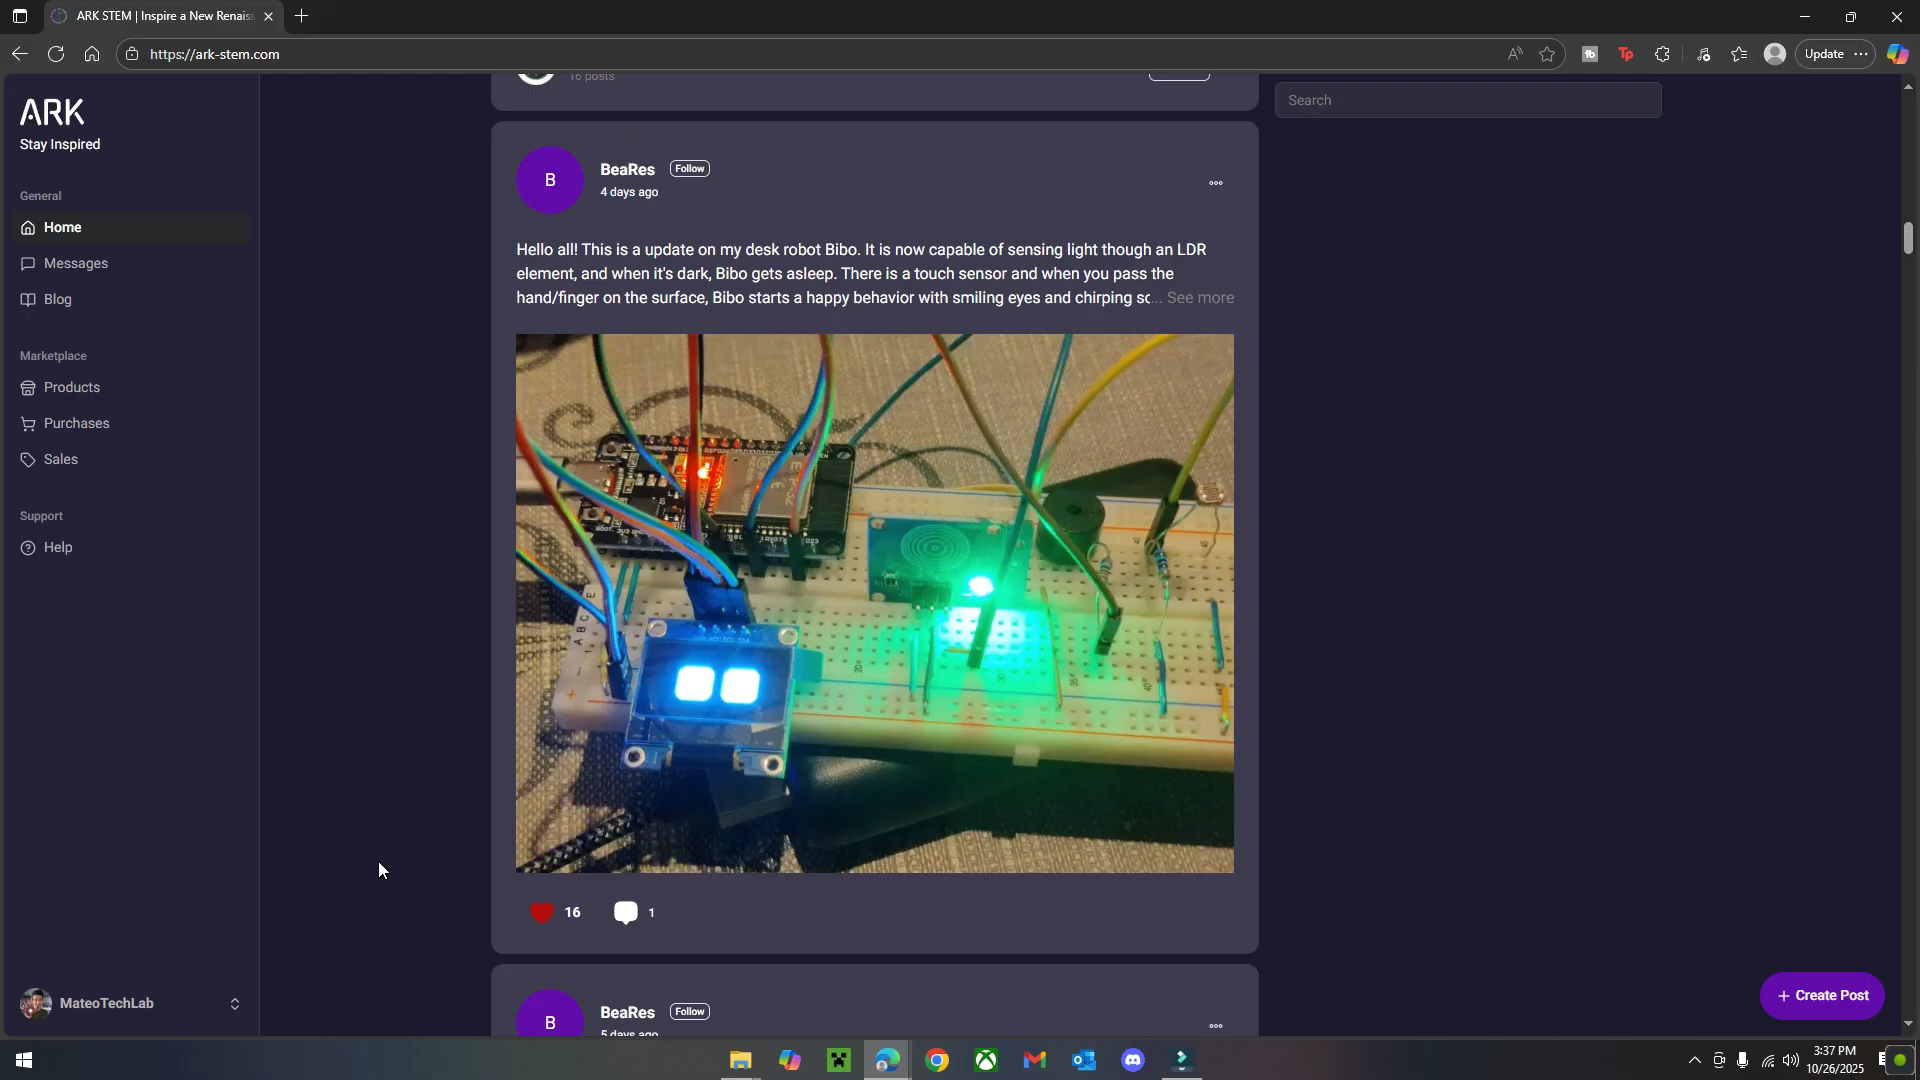 ARK STEM | Inspire a New Renais
https://ark-stem.com
Update
ARK
Stay Inspired
General
Home
Messages
Blog
Marketplace
Products
Purchases
Sales
Support
Help
MateoTechLab
16 posts
Search
B
BeaRes
Follow
4 days ago
Hello all! This is a update on my desk robot Bibo. It is now capable of sensing light though an LDR
element, and when it's dark, Bibo gets asleep. There is a touch sensor and when you pass the
hand/finger on the surface, Bibo starts a happy behavior with smiling eyes and chirping sc... See more
16
1
B
BeaRes
Follow
5 days ago
+ Create Post
3:37 PM
10/26/2025